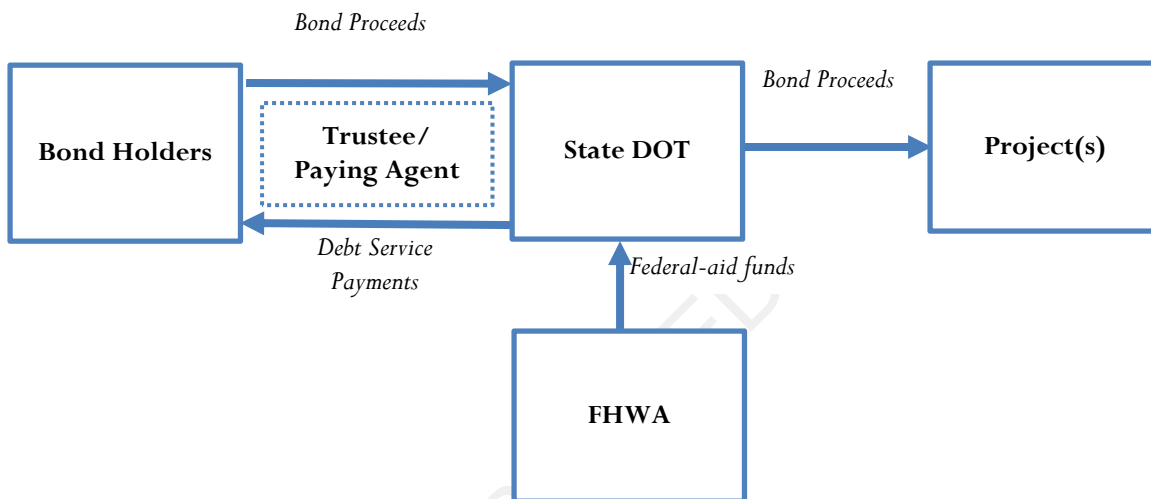 Bond Proceeds
Bond Proceeds
Bond Holders
Trustee/
Paying Agent
State DOT
Project(s)
Debt Service
Payments
Federal-aid funds
FHWA